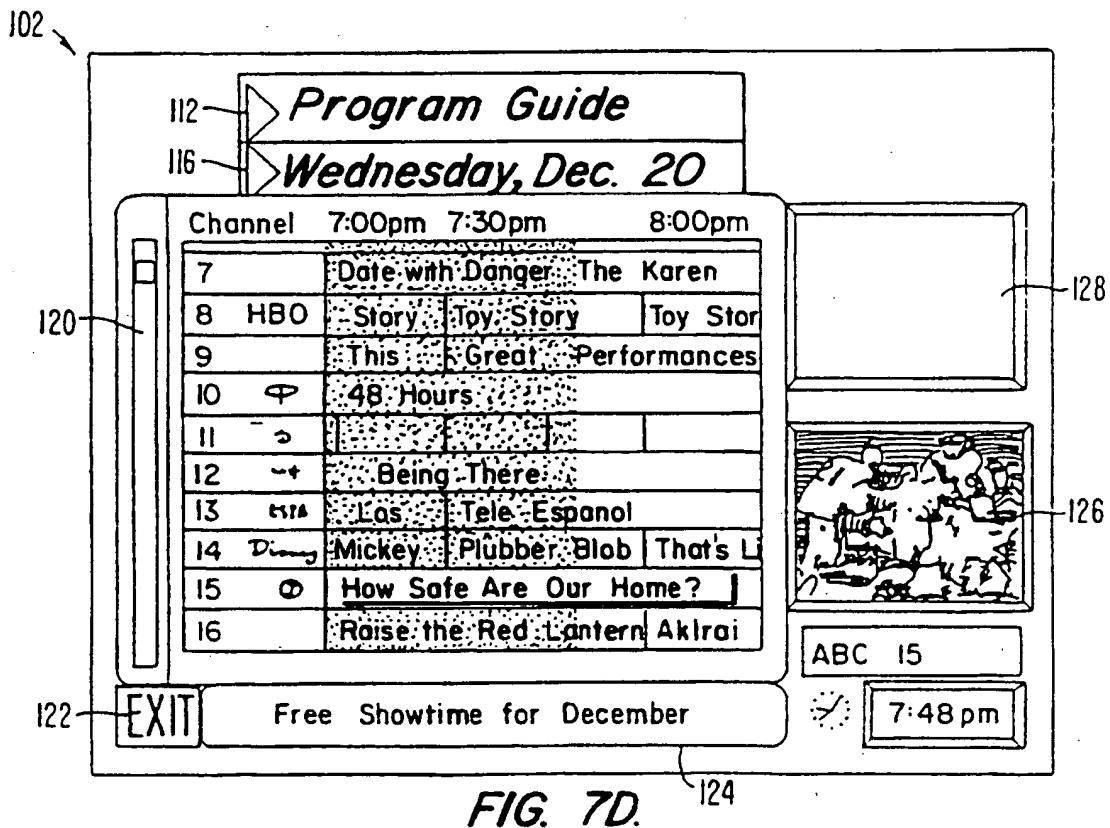 102
112
Program Guide
116
Wednesday, Dec. 20
Channel 7:00pm 7:30pm 8:00pm
7 Date with Danger The Karen
128
120
8 HBO Story Toy Story Toy Stor
9 This Great Performances
10 48 Hours
11
12 Being There
13 Las Tele Espanol
126
14 Disney Mickey Plubber Blob That's Li
15 How Safe Are Our Home?
16 Raise the Red Lantern Aklrai
ABC 15
122
EXIT Free Showtime for December
7:48pm
124
FIG. 7D.